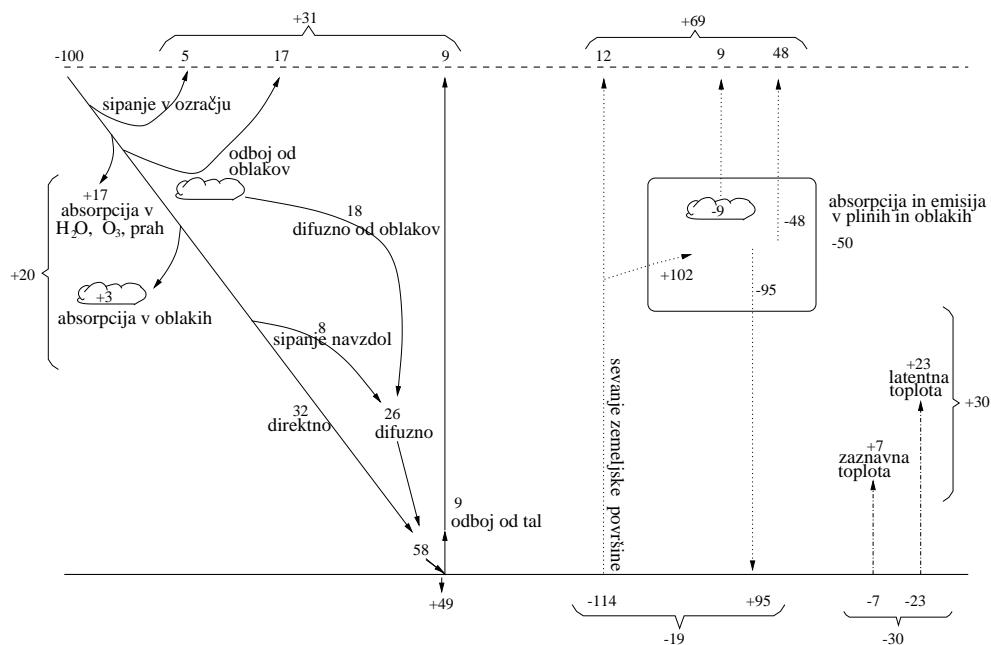 +31
+69
-100
5
17
9
12
9
48
sipanje v ozračju
odboj od
oblakov
+17
absorpcija v
H2O, O3, prah
+20
+3
absorpcija v oblakih
18
difuzno od oblakov
8
sipanje navzdol
32
direktno
26
difuzno
9
odboj od tal
58
+49
-9
-48
absorpcija in emisija
v plinih in oblakih
-50
+102
-95
sevanje zemeljske površine
+23
latentna
toplota
+30
+7
zaznavna
toplota
-114
+95
-19
-7
-23
-30